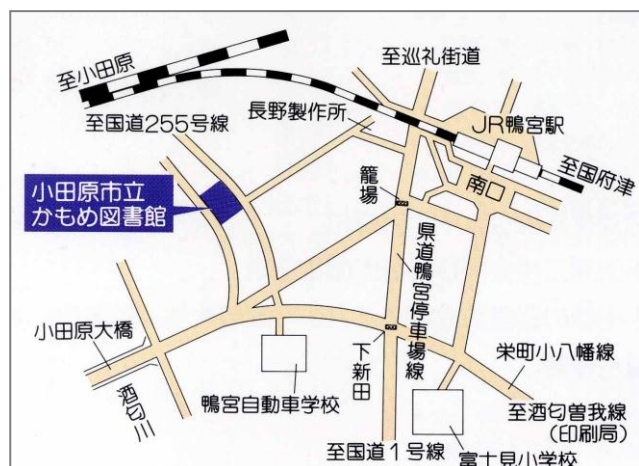 至小田原
至巡礼街道
長野製作所
JR鴨宮駅
至国道255号線
至国府津
南口
籠場
小田原市立
かもめ図書館
県道鴨宮停車場線
小田原大橋
下新田
栄町小八幡線
酒匂川
鴨宮自動車学校
至酒匂曽我線
(印刷局)
至国道1号線
富士見小学校